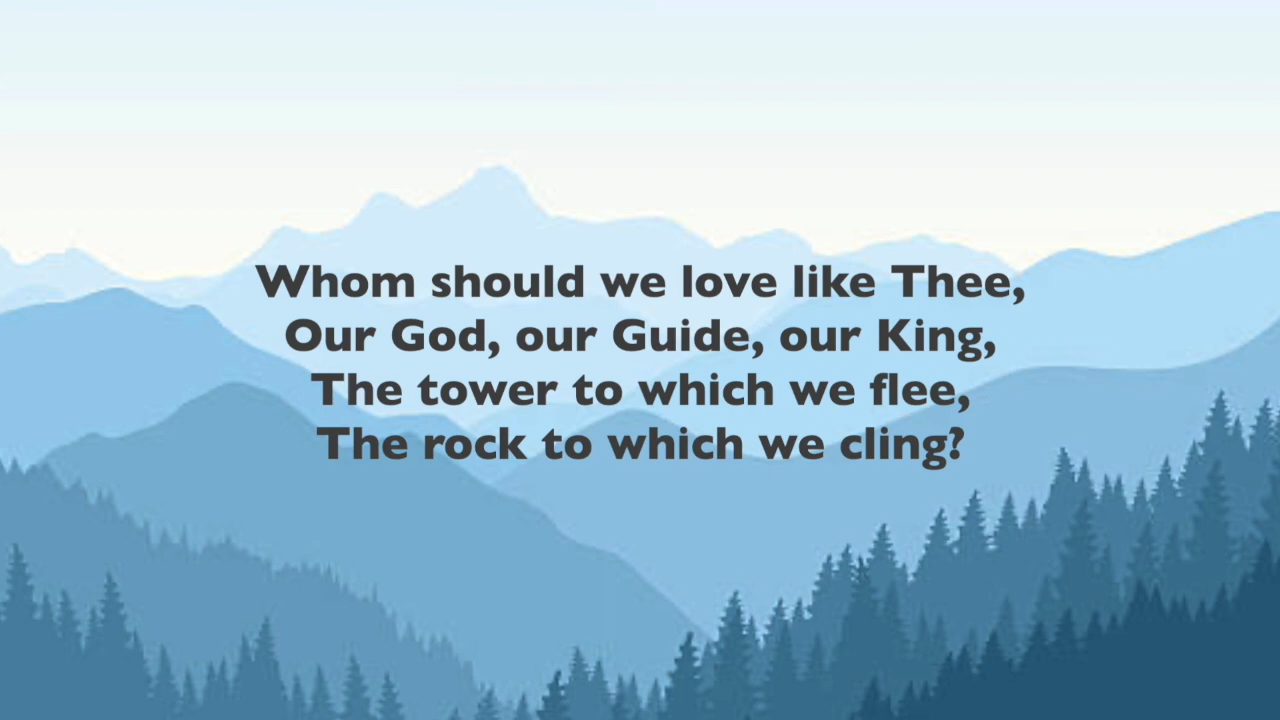 Whom should we love like Thee,
Our God, our Guide, our King,
The tower to which we flee,
The rock to which we cling?